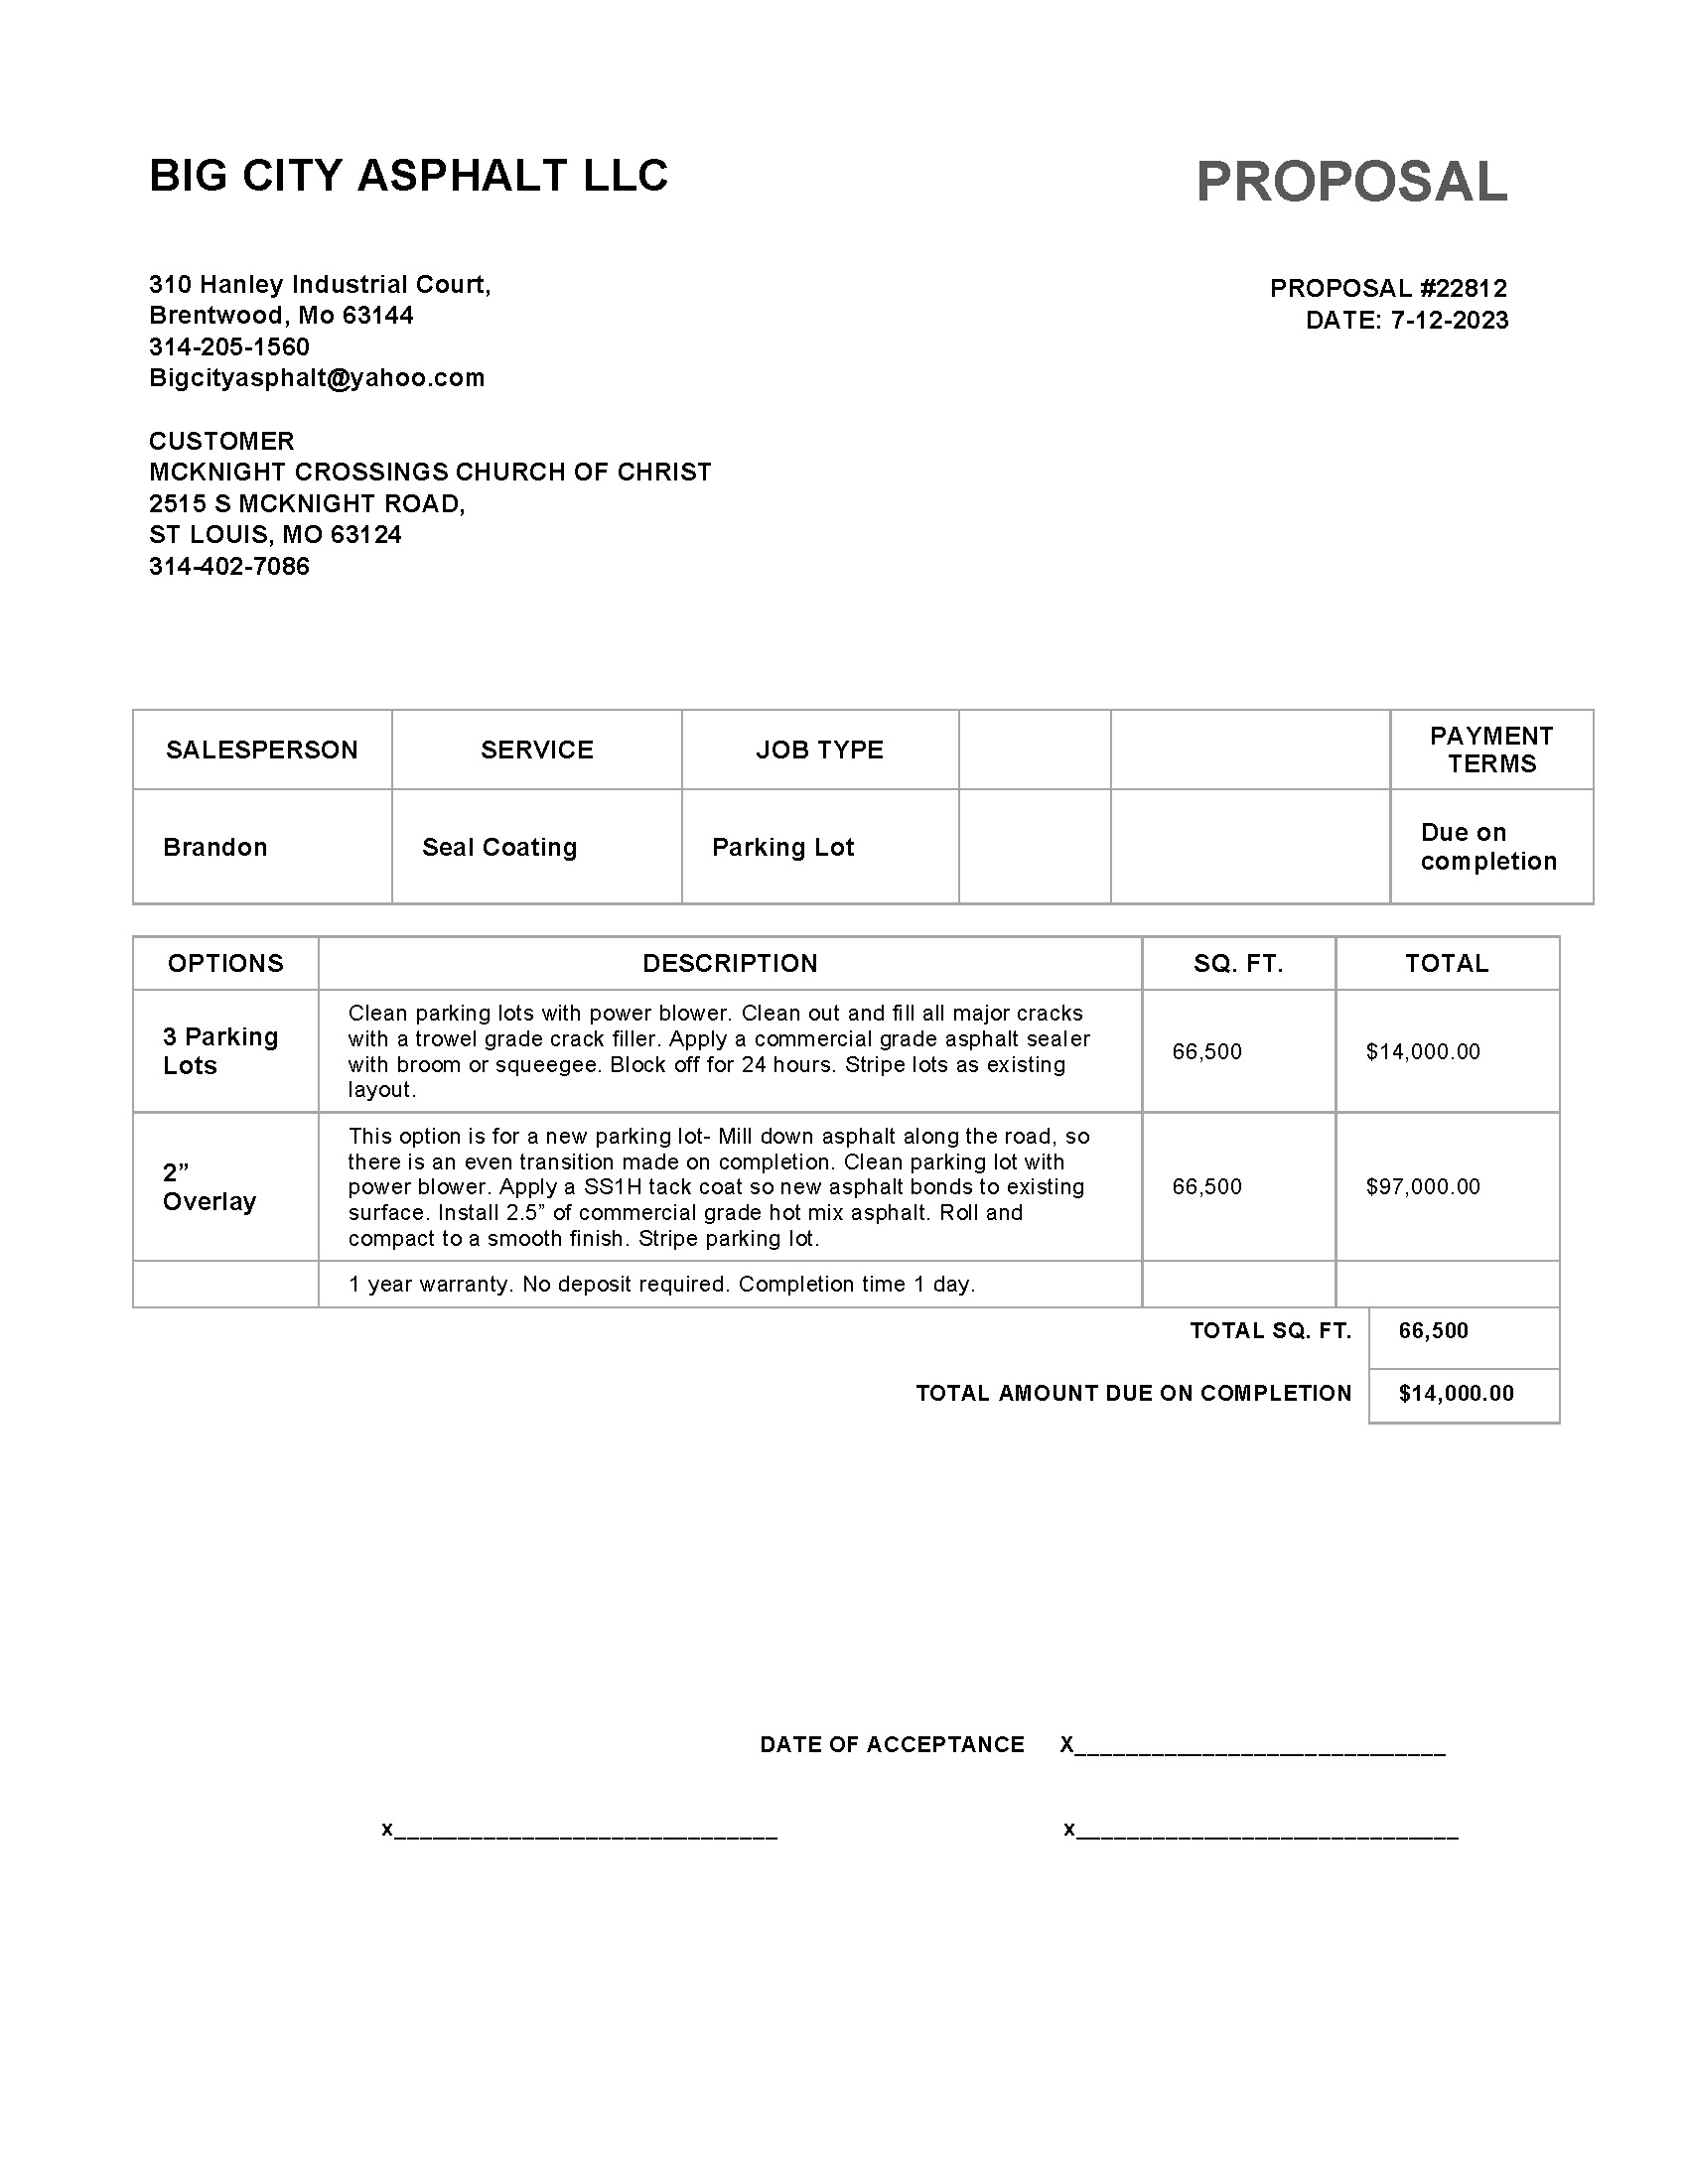 BIG CITY ASPHALT LLC
PROPOSAL
310 Hanley Industrial Court,
Brentwood, Mo 63144
314-205-1560
Bigcityasphalt@yahoo.com
PROPOSAL #22812
DATE: 7-12-2023
CUSTOMER
MCKNIGHT CROSSINGS CHURCH OF CHRIST
2515 S MCKNIGHT ROAD,
ST LOUIS, MO 63124
314-402-7086
SALESPERSON SERVICE JOB TYPE PAYMENT
TERMS
Brandon Seal Coating Parking Lot Due on
completion
OPTIONS DESCRIPTION SQ. FT. TOTAL
3 Parking
Lots
Clean parking lots with power blower. Clean out and fill all major cracks
with a trowel grade crack filler. Apply a commercial grade asphalt sealer
with broom or squeegee. Block off for 24 hours. Stripe lots as existing
layout.
66,500 $14,000.00
2”
Overlay
This option is for a new parking lot- Mill down asphalt along the road, so
there is an even transition made on completion. Clean parking lot with
power blower. Apply a SS1H tack coat so new asphalt bonds to existing
surface. Install 2.5” of commercial grade hot mix asphalt. Roll and
compact to a smooth finish. Stripe parking lot.
66,500 $97,000.00
1 year warranty. No deposit required. Completion time 1 day.
TOTAL SQ. FT. 66,500
TOTAL AMOUNT DUE ON COMPLETION $14,000.00
DATE OF ACCEPTANCE X_____________________________
x______________________________ x______________________________